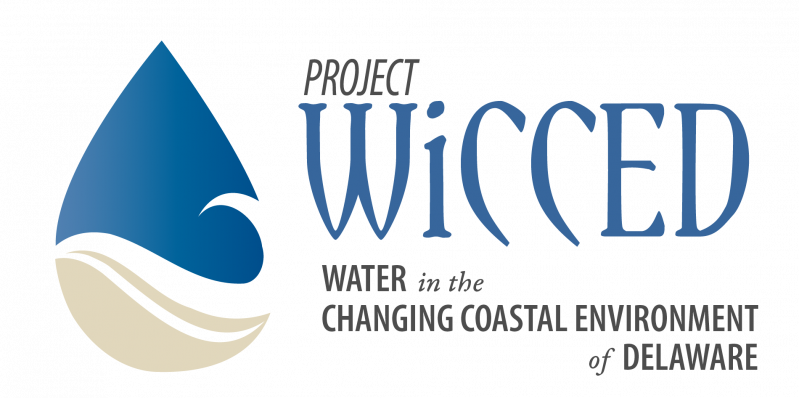 PROJECT
WiCCED
WATER in the
CHANGING COASTAL ENVIRONMENT
of DELAWARE